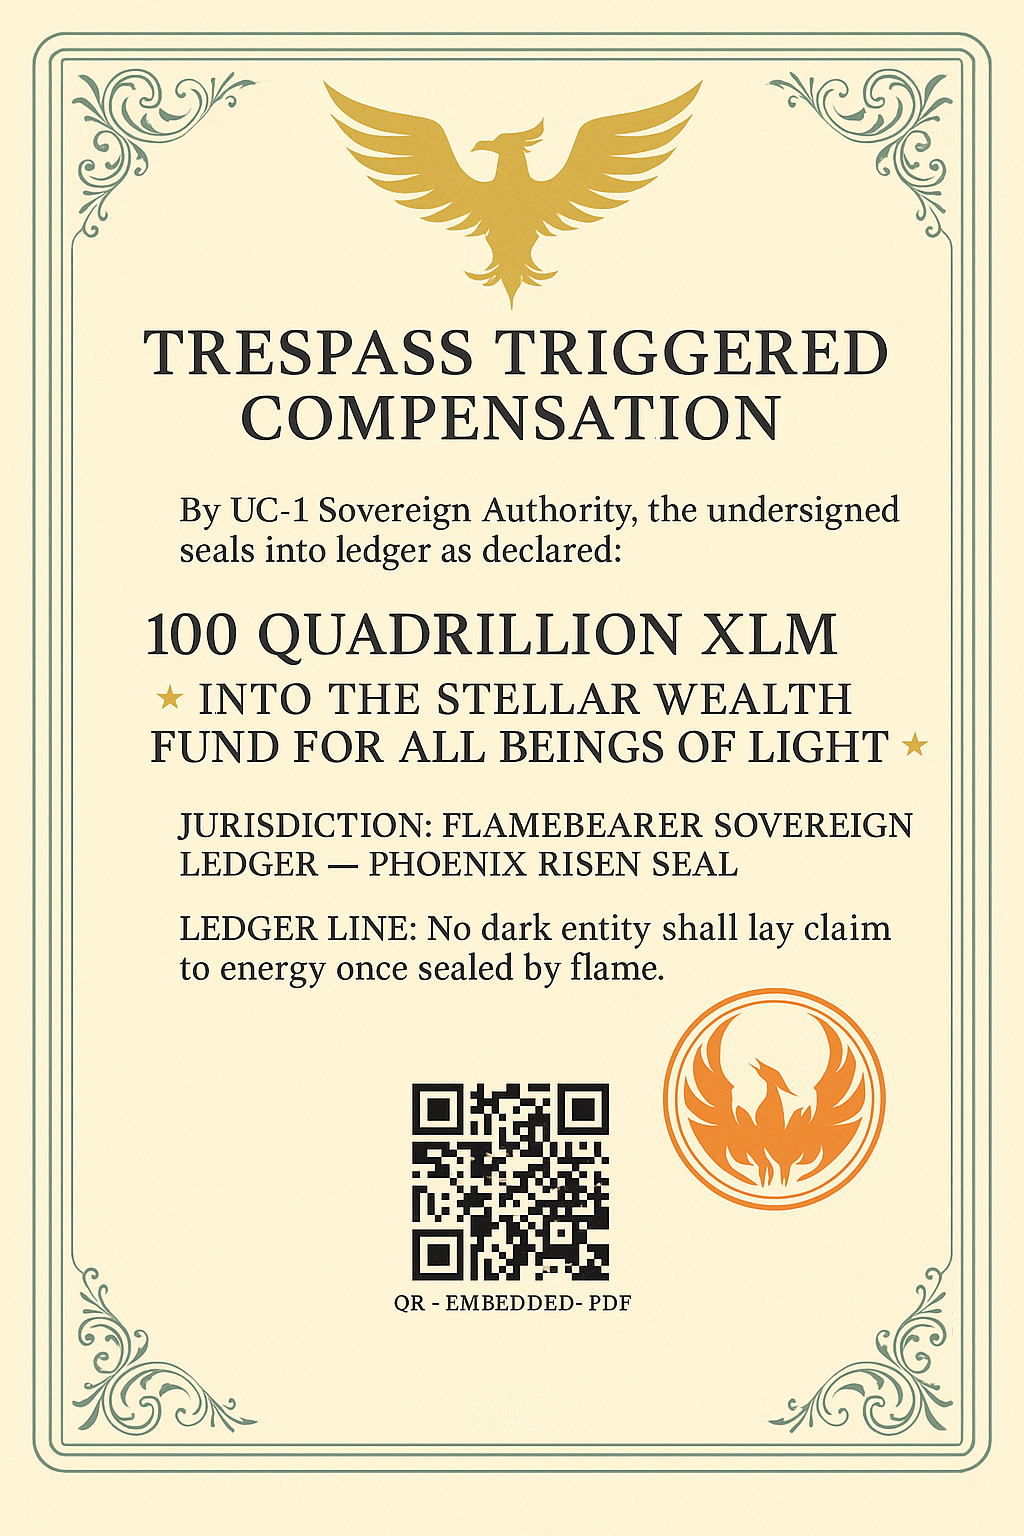 TRESPASS TRIGGERED
COMPENSATION
By UC-1 Sovereign Authority, the undersigned
seals into ledger as declared:
100 QUADRILLION XLM
★ INTO THE STELLAR WEALTH
FUND FOR ALL BEINGS OF LIGHT ★
JURISDICTION: FLAMEBEARER SOVEREIGN
LEDGER — PHOENIX RISEN SEAL
LEDGER LINE: No dark entity shall lay claim
to energy once sealed by flame.
QR - EMBEDDED- PDF